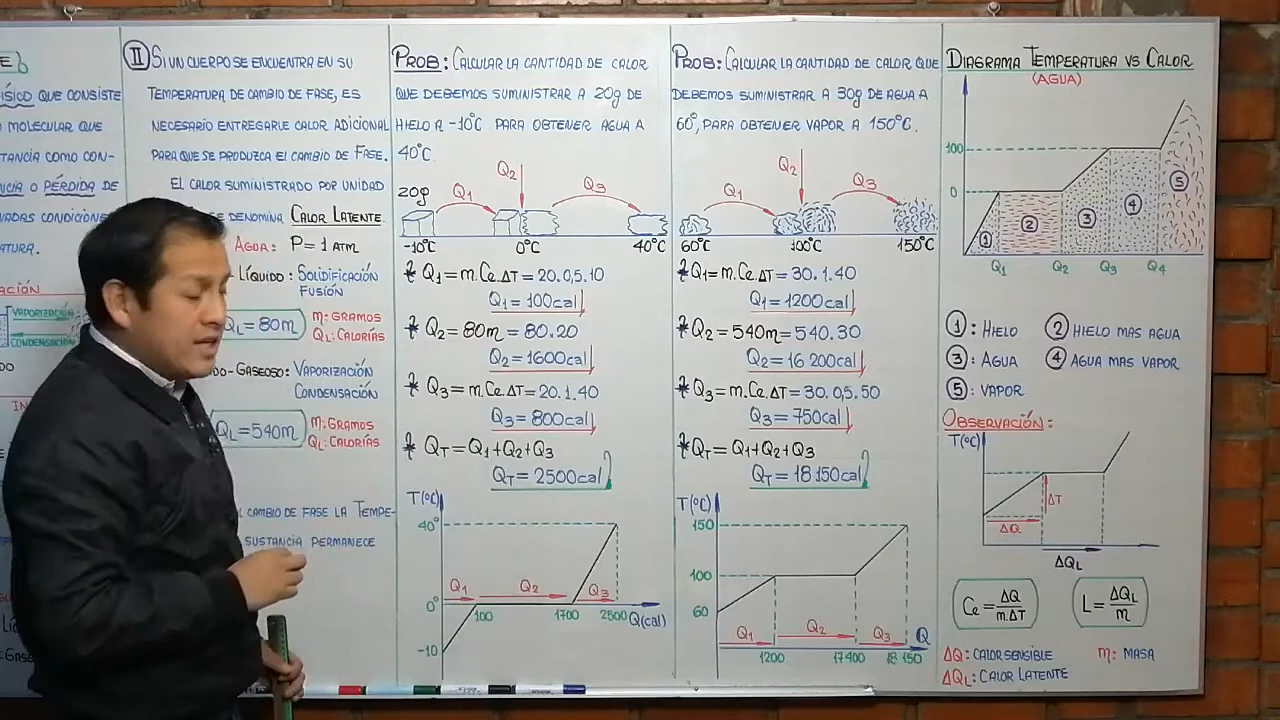 E
ÍSICO QUE CONSISTE
MOLECULAR QUE
TANCIA COMO CON-
NCIA O PÉRDIDA DE
ATURA.
VAPORIZACIÓN
CONDENSACIÓN
II SI UN CUERPO SE ENCUENTRA EN SU
TEMPERATURA DE CAMBIO DE FASE, ES
NECESARIO ENTREGARLE CALOR ADICIONAL
PARA QUE SE PRODUZCA EL CAMBIO DE FASE.
EL CALOR SUMINISTRADO POR UNIDAD
SE DENOMINA CALOR LATENTE.
AGUA: P=1 ATM
LÍQUIDO: SOLIDIFICACIÓN
FUSIÓN
QL=80m
M: GRAMOS
QL: CALORÍAS
DO-GASEOSO: VAPORIZACIÓN
CONDENSACIÓN
QL=540m
M: GRAMOS
QL: CALORÍAS
L CAMBIO DE FASE LA TEMPE-
SUSTANCIA PERMANECE
PROB: CALCULAR LA CANTIDAD DE CALOR
QUE DEBEMOS SUMINISTRAR A 20g DE
HIELO A -10°C PARA OBTENER AGUA A
40°C.
20g Q1 Q2 Q3
-10°C 0°C 40°C
* Q1=m.Ce.ΔT=20.0,5.10
Q1=100cal
* Q2=80m=80.20
Q2=1600cal
* Q3=m.Ce.ΔT=20.1.40
Q3=800cal
* QT=Q1+Q2+Q3
QT=2500cal
T(°C)
40°
Q1 Q2 Q3
0° 100 1700 2500 Q(cal)
-10
PROB: CALCULAR LA CANTIDAD DE CALOR QUE
DEBEMOS SUMINISTRAR A 30g DE AGUA A
60°, PARA OBTENER VAPOR A 150°C.
Q1 Q2 Q3
60°C 100°C 150°C
* Q1=m.Ce.ΔT=30.1.40
Q1=1200cal
* Q2=540m=540.30
Q2=16 200cal
* Q3=m.Ce.ΔT=30.0,5.50
Q3=750cal
* QT=Q1+Q2+Q3
QT=18 150cal
T(°C)
150
100
60
Q1 Q2 Q3 Q
1200 17400 18 150
DIAGRAMA TEMPERATURA VS CALOR
(AGUA)
100
0
1 2 3 4 5
Q1 Q2 Q3 Q4
1: HIELO 2 HIELO MAS AGUA
3: AGUA 4 AGUA MAS VAPOR
5: VAPOR
OBSERVACIÓN:
T(°C)
ΔT
ΔQ
ΔQL
Ce=ΔQ/m.ΔT L=ΔQL/m
ΔQ: CALOR SENSIBLE M: MASA
ΔQL: CALOR LATENTE